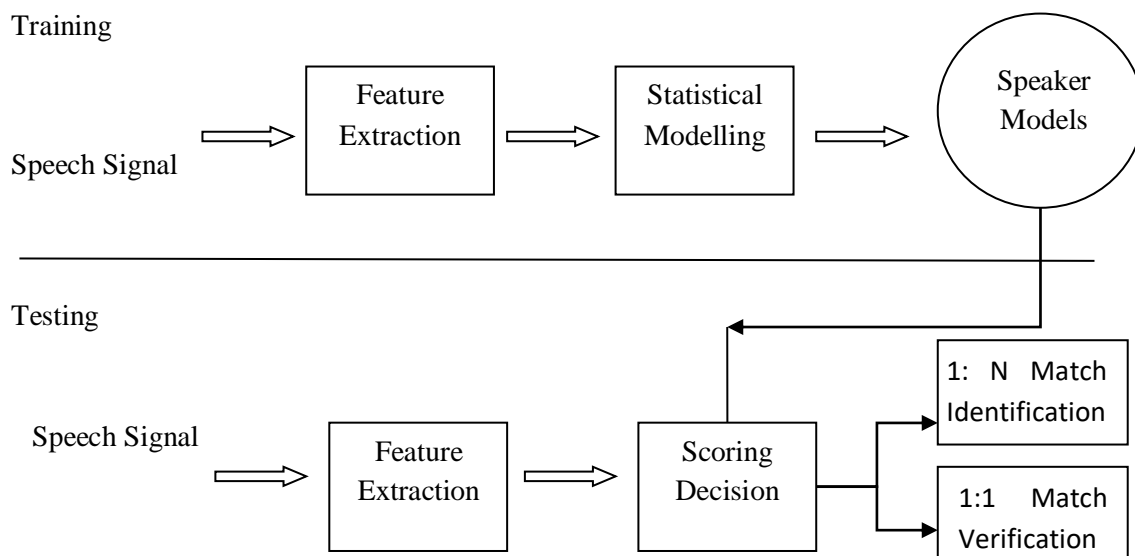 Training
Feature
Extraction
Statistical
Modelling
Speaker
Models
Speech Signal
Testing
1: N Match
Identification
Speech Signal
Feature
Extraction
Scoring
Decision
1:1 Match
Verification